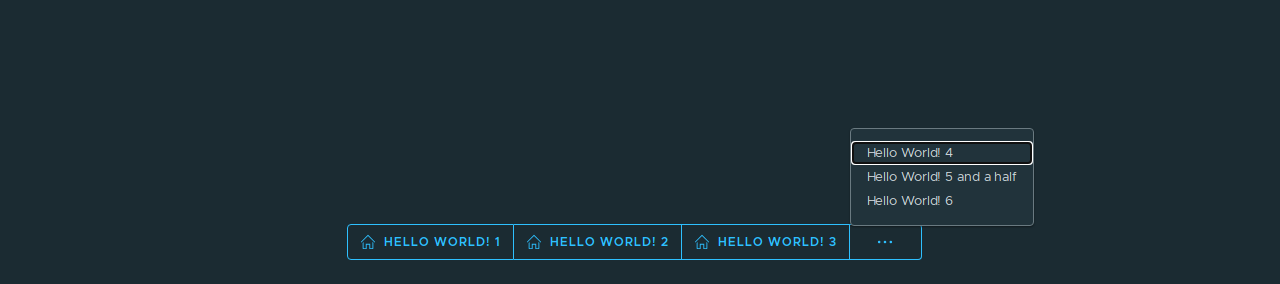 Hello World! 4
Hello World! 5 and a half
Hello World! 6
HELLO WORLD! 1
HELLO WORLD! 2
HELLO WORLD! 3
...